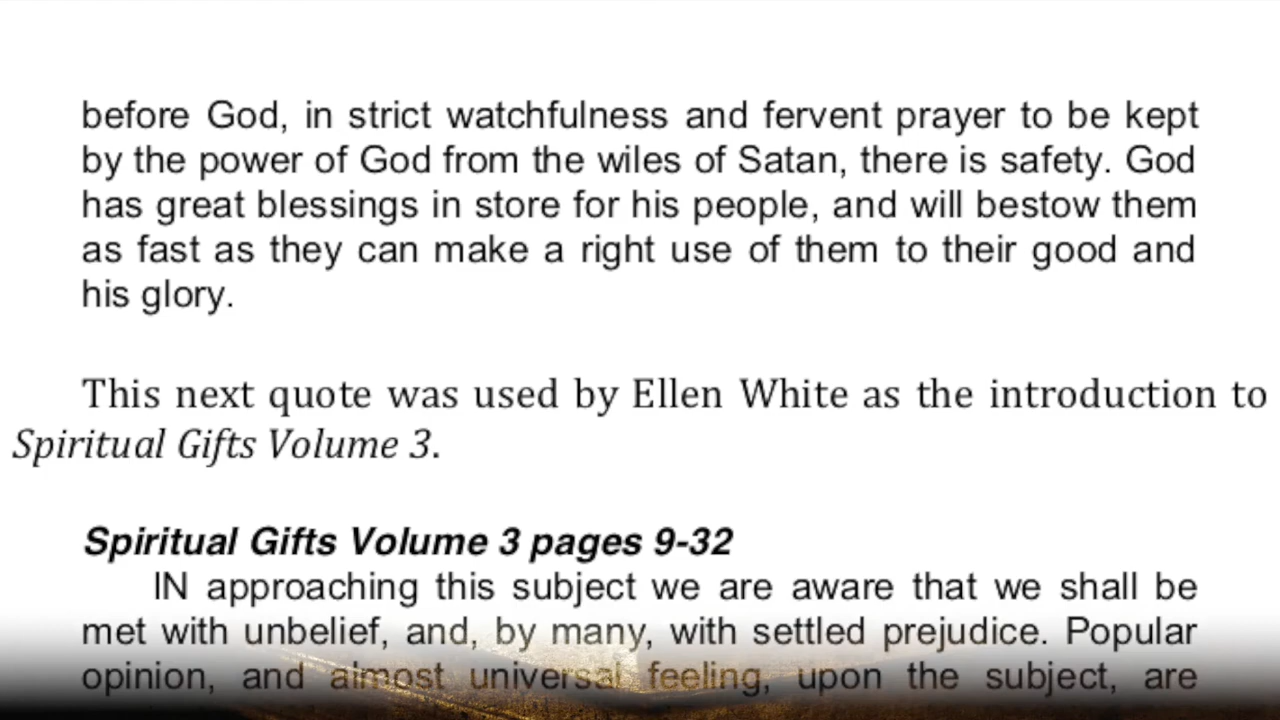 before God, in strict watchfulness and fervent prayer to be kept
by the power of God from the wiles of Satan, there is safety. God
has great blessings in store for his people, and will bestow them
as fast as they can make a right use of them to their good and
his glory.
This next quote was used by Ellen White as the introduction to
Spiritual Gifts Volume 3.
Spiritual Gifts Volume 3 pages 9-32
IN approaching this subject we are aware that we shall be
met with unbelief, and, by many, with settled prejudice. Popular
opinion, and almost universal feeling, upon the subject, are